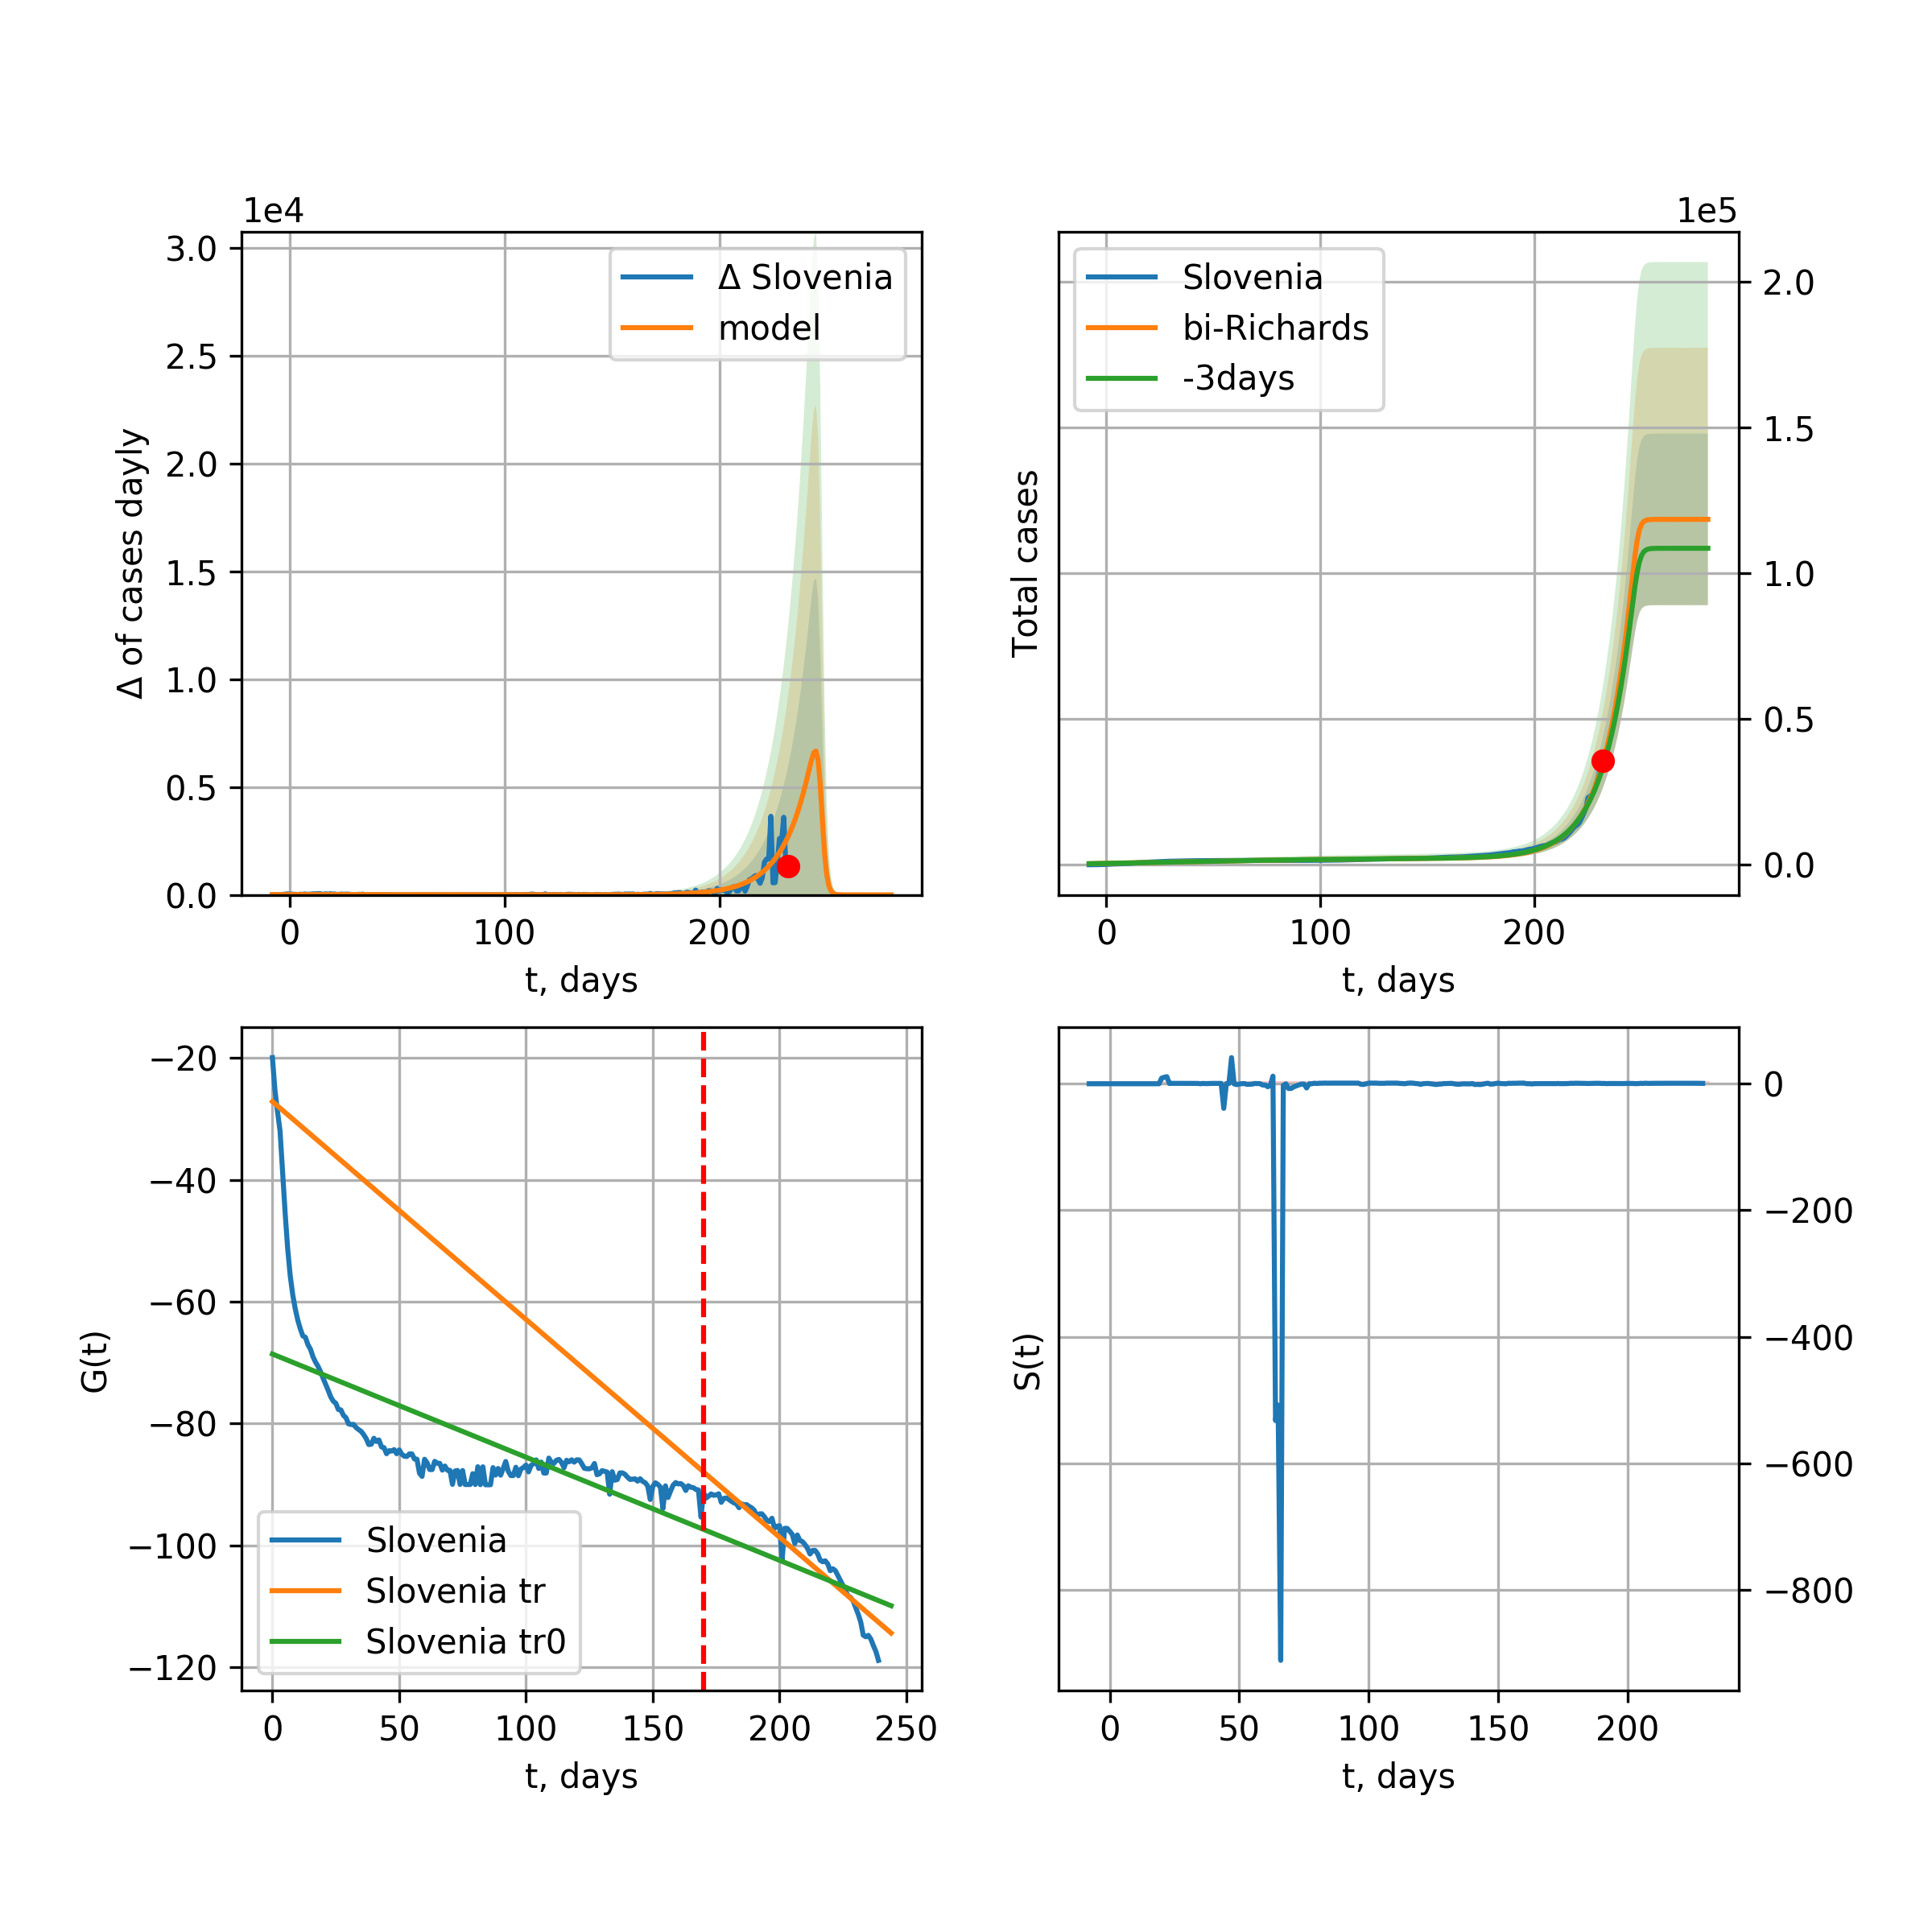 1e4
3.0
2.5
2.0
1.5
1.0
0.5
0.0
Δ of cases dayly
Δ Slovenia
model
0
100
200
t, days
1e5
Slovenia
bi-Richards
-3days
Total cases
2.0
1.5
1.0
0.5
0.0
0
100
200
t, days
−20
−40
−60
−80
−100
−120
G(t)
Slovenia
Slovenia tr
Slovenia tr0
0
50
100
150
200
250
t, days
S(t)
0
−200
−400
−600
−800
0
50
100
150
200
t, days